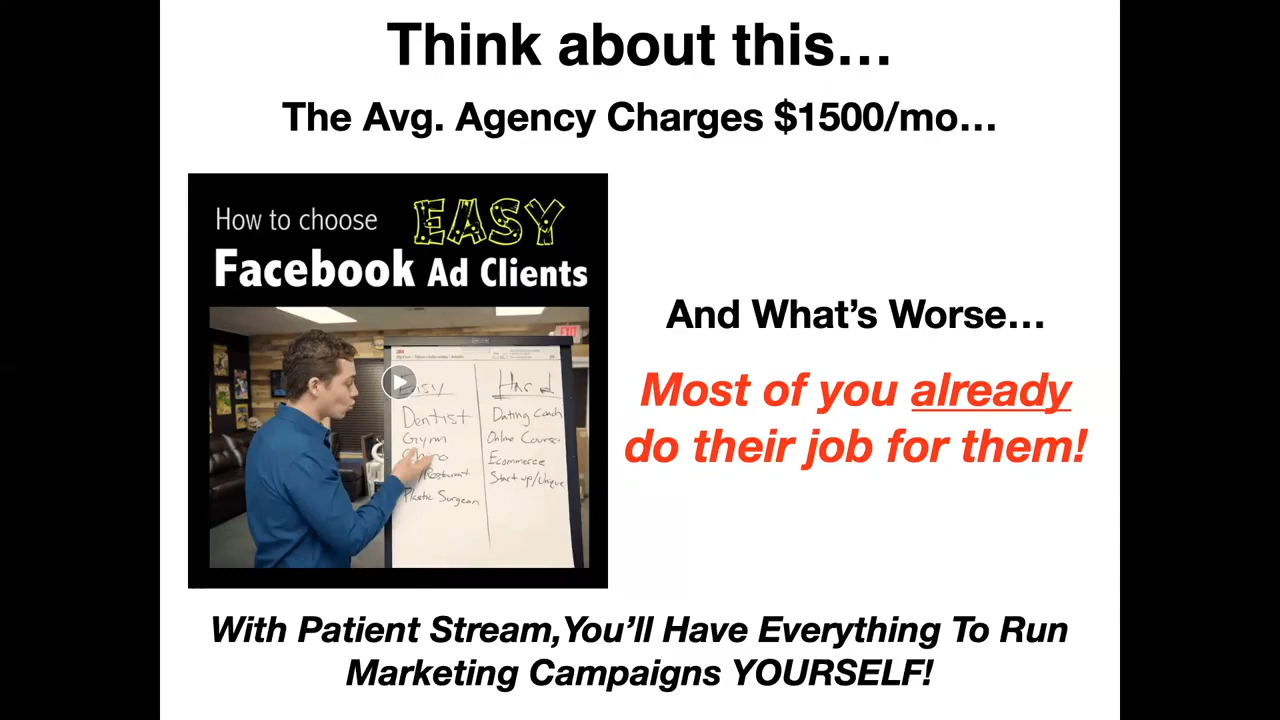 Think about this…
The Avg. Agency Charges $1500/mo…
How to choose EASY
Facebook Ad Clients
And What's Worse…
Most of you already
do their job for them!
Easy
Hard
Dentist
Dating Coach
Gym
Online Course
Ecommerce
Startup/Unique
Plastic Surgeon
With Patient Stream,You'll Have Everything To Run
Marketing Campaigns YOURSELF!